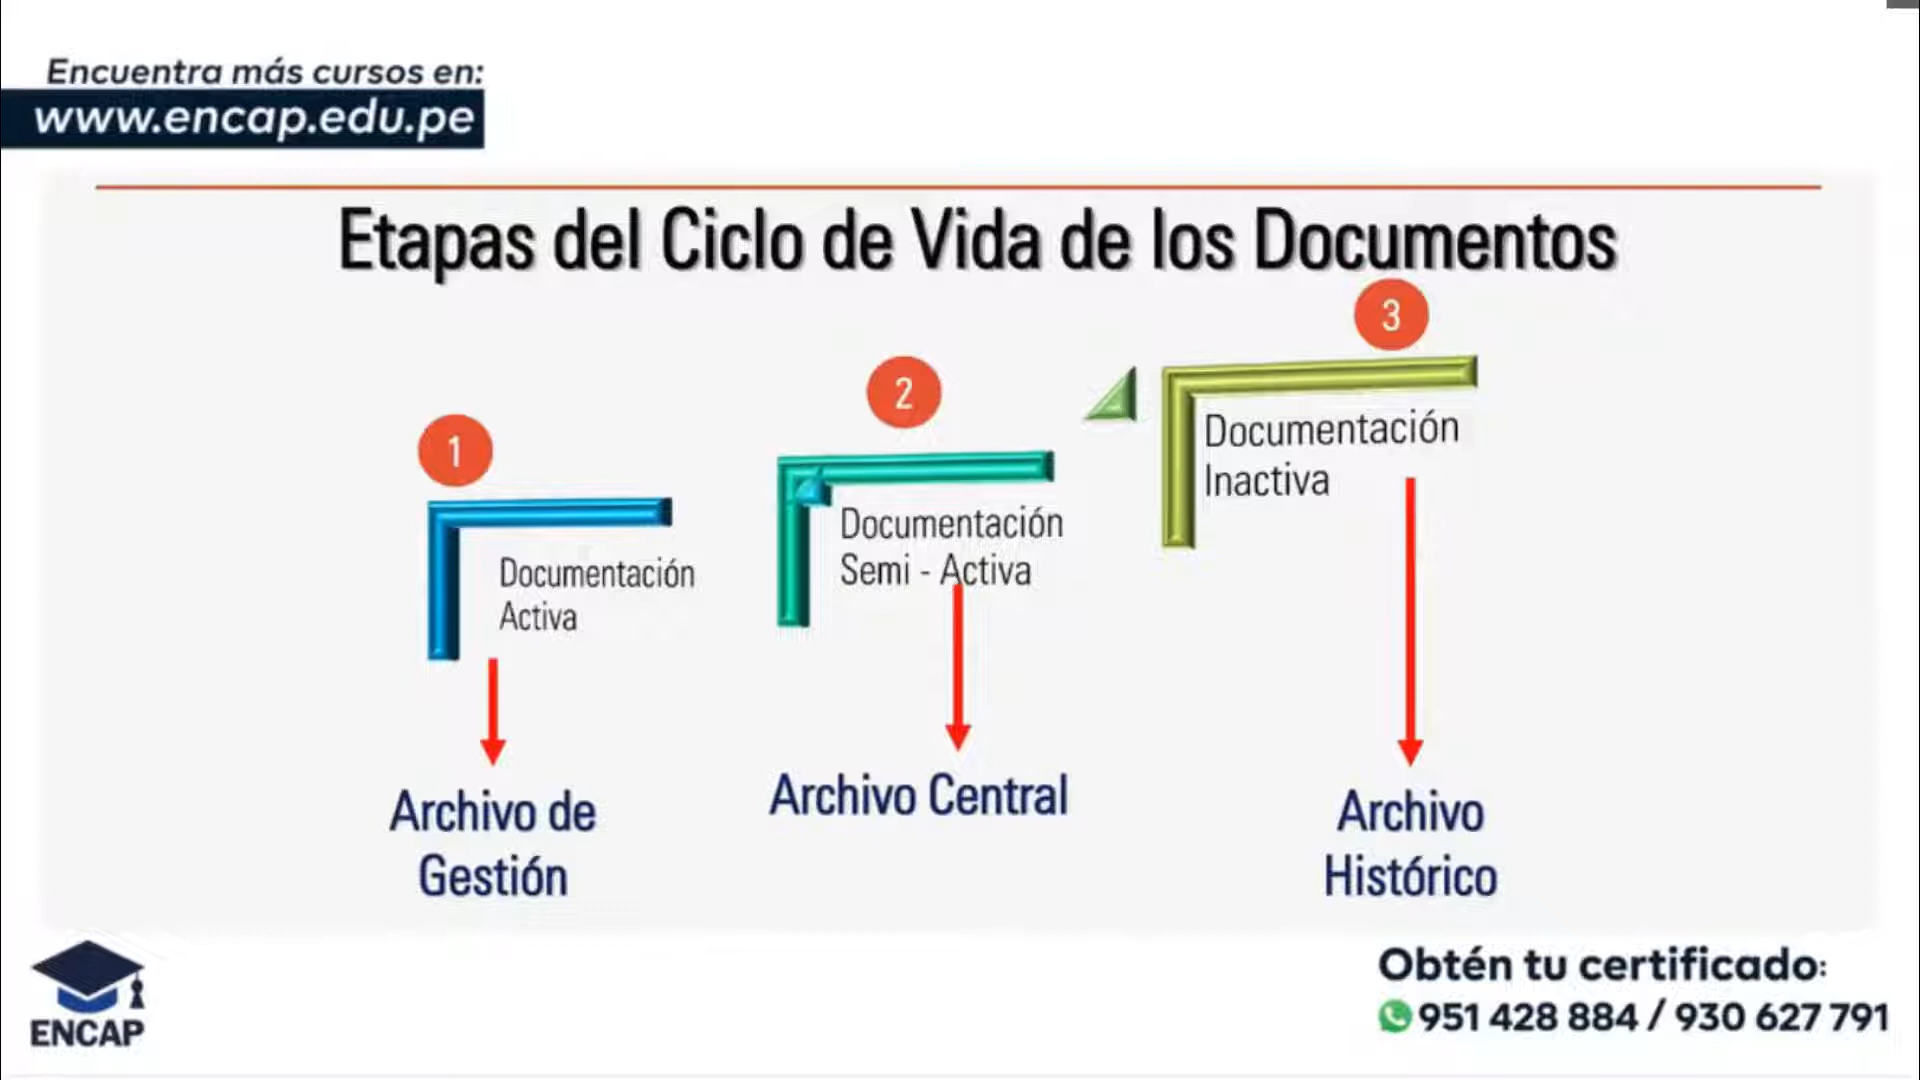 Encuentra más cursos en:
www.encap.edu.pe
Etapas del Ciclo de Vida de los Documentos
1
Documentación
Activa
Archivo de
Gestión
2
Documentación
Semi - Activa
Archivo Central
3
Documentación
Inactiva
Archivo
Histórico
ENCAP
Obtén tu certificado:
951 428 884 / 930 627 791